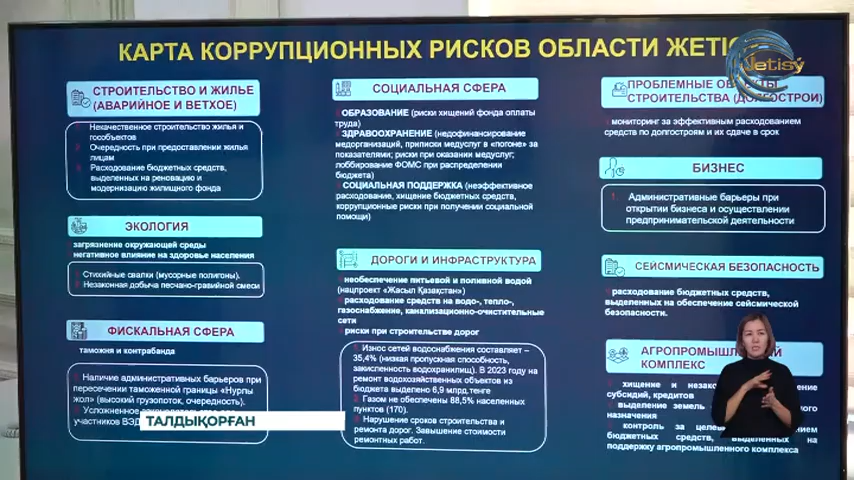 КАРТА КОРРУПЦИОННЫХ РИСКОВ ОБЛАСТИ ЖЕТІС
Jetisý
СТРОИТЕЛЬСТВО И ЖИЛЬЕ
(АВАРИЙНОЕ И ВЕТХОЕ)
Некачественное строительство жилья и
гособъектов
Очередность при предоставлении жилья
лицам
Расходование бюджетных средств,
выделенных на реновацию и
модернизацию жилищного фонда
ЭКОЛОГИЯ
загрязнение окружающей среды
негативное влияние на здоровье населения
Стихийные свалки (мусорные полигоны).
Незаконная добыча песчано-гравийной смеси
ФИСКАЛЬНАЯ СФЕРА
таможня и контрабанда
Наличие административных барьеров при
пересечении таможенной границы «Нурлы
жол» (высокий грузопоток, очередность).
участников ВЭД
ТАЛДЫҚОРҒАН
СОЦИАЛЬНАЯ СФЕРА
ОБРАЗОВАНИЕ (риски хищений фонда оплаты
труда)
ЗДРАВООХРАНЕНИЕ (недофинансирование
медорганизаций, приписки медуслуг в «погоне» за
показателями; риски при оказании медуслуг;
лоббирование ФОМС при распределении
бюджета)
СОЦИАЛЬНАЯ ПОДДЕРЖКА (неэффективное
расходование, хищение бюджетных средств,
коррупционные риски при получении социальной
помощи)
ДОРОГИ И ИНФРАСТРУКТУРА
необеспечение питьевой и поливной водой
(нацпроект «Жасыл Қазақстан»)
расходование средств на водо-, тепло-,
газоснабжение, канализационно-очистительные
сети
риски при строительстве дорог
1. Износ сетей водоснабжения составляет –
35,4% (низкая пропускная способность,
закисленность водохранилищ). В 2023 году на
ремонт водохозяйственных объектов из
бюджета выделено 6,9 млрд.тенге
2. Газом не обеспечены 88,5% населенных
пунктов (170).
Нарушение сроков строительства и
ремонта дорог. Завышение стоимости
ремонтных работ.
ПРОБЛЕМНЫЕ ОБЪЕКТЫ
СТРОИТЕЛЬСТВА (ДОЛГОСТРОИ)
мониторинг за эффективным расходованием
средств по долгостроям и их сдаче в срок
БИЗНЕС
1. Административные барьеры при
открытии бизнеса и осуществлении
предпринимательской деятельности
СЕЙСМИЧЕСКАЯ БЕЗОПАСНОСТЬ
расходование бюджетных средств,
выделенных на обеспечение сейсмической
безопасности.
АГРОПРОМЫШЛЕННЫЙ
КОМПЛЕКС
хищение и
субсидий, кредитов
выделение земель
назначения
контроль за
бюджетных средств, выделенных на
поддержку агропромышленного комплекса